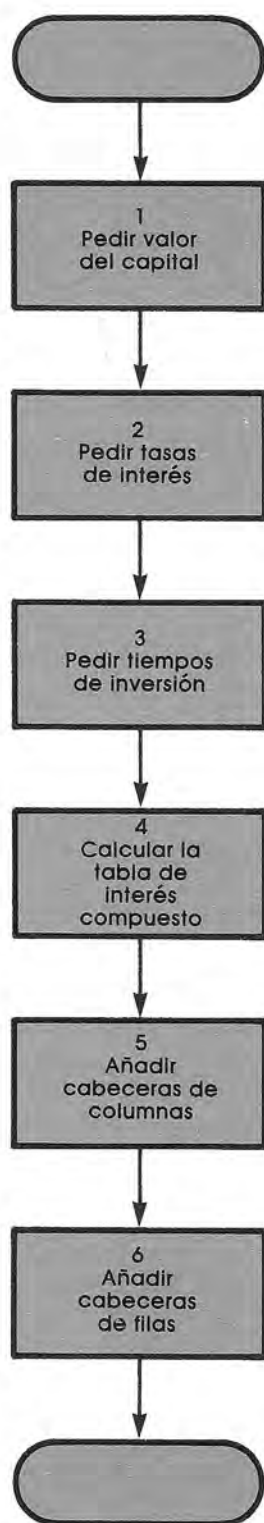 1
Pedir valor
del capital
2
Pedir tasas
de interés
3
Pedir tiempos
de inversión
4
Calcular la
tabla de
interés
compuesto
5
Añadir
cabeceras de
columnas
6
Añadir
cabeceras
de filas